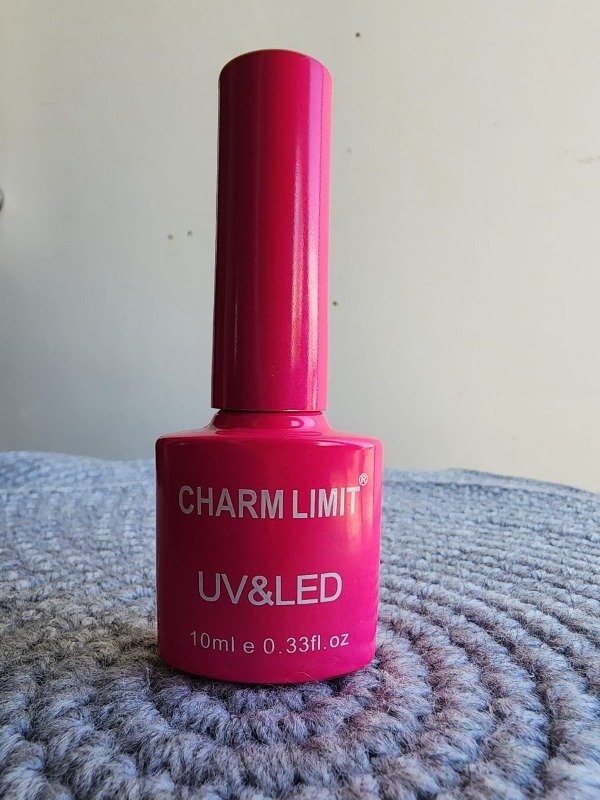 CHARM LIMIT®
UV&LED
10ml e 0.33fl.oz